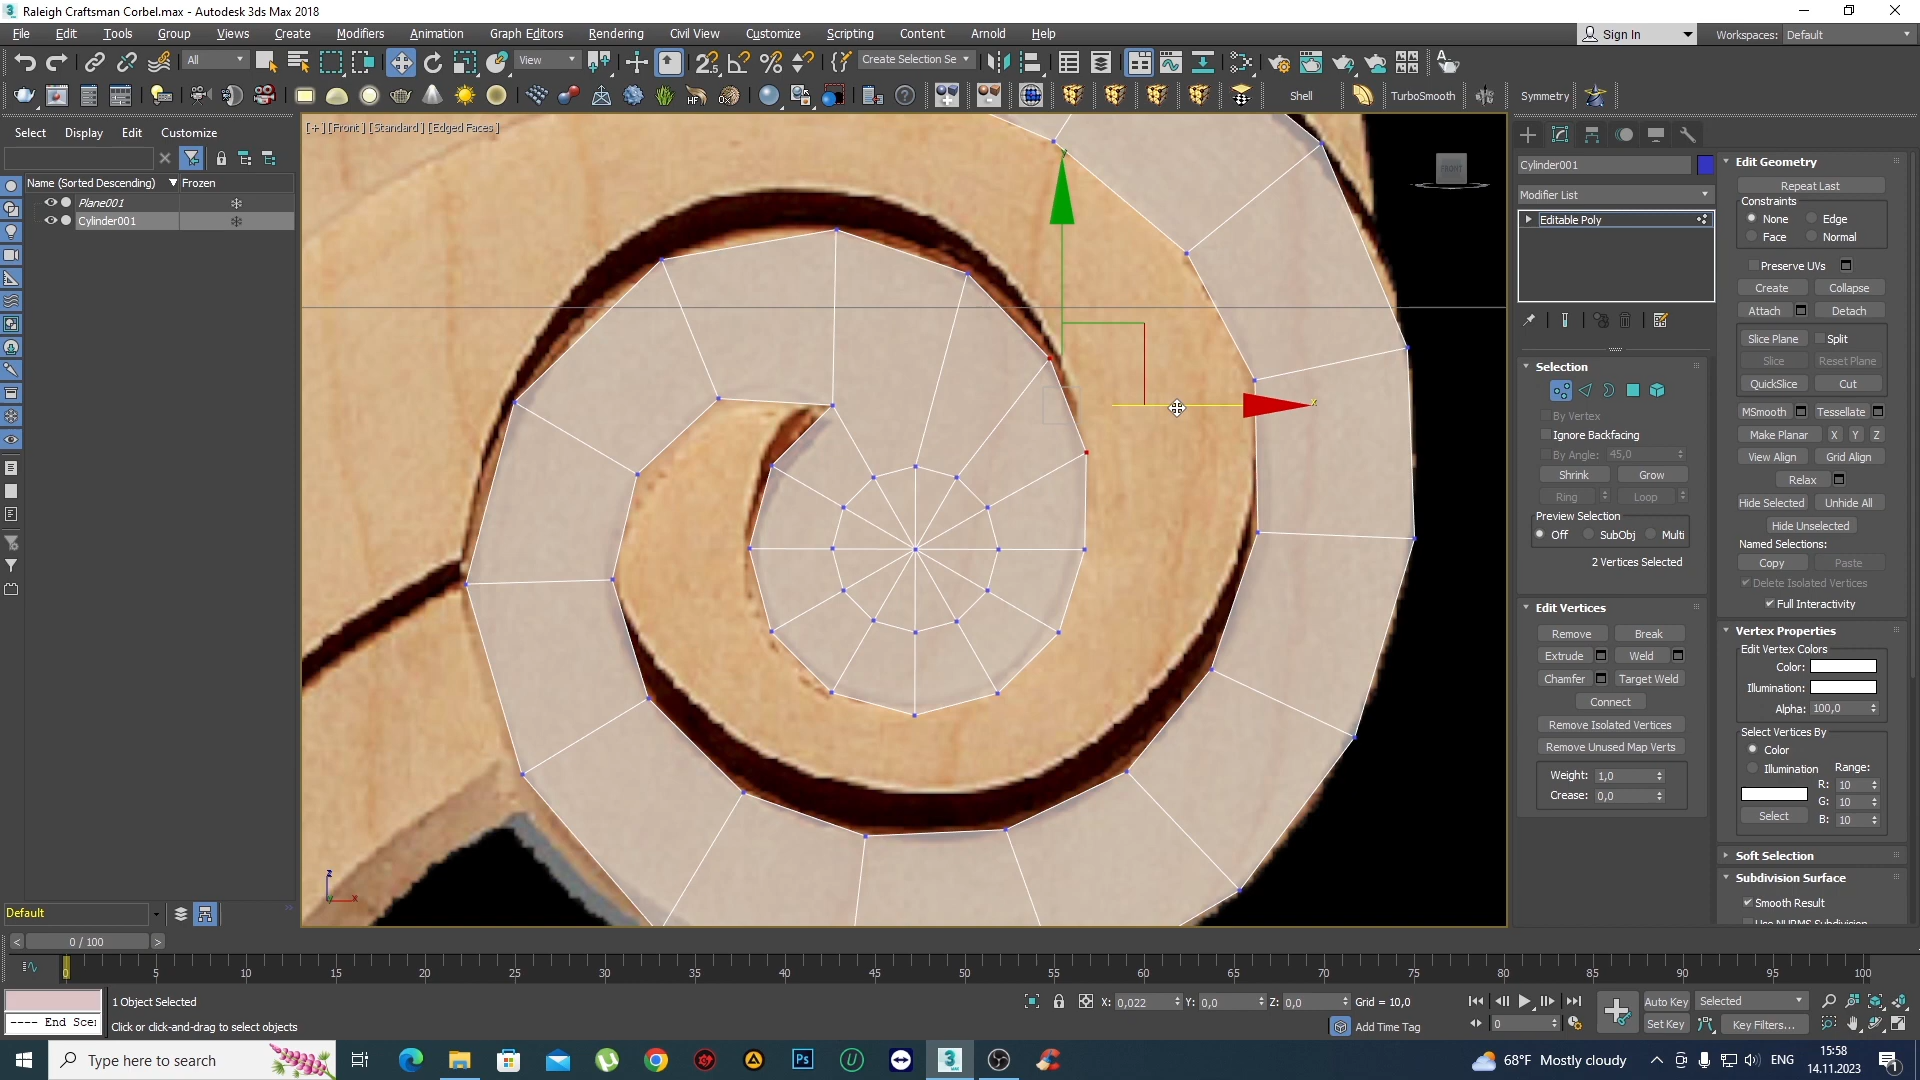 Raleigh Craftsman Corbel.max - Autodesk 3ds Max 2018
File Edit Tools Group Views Create Modifiers Animation Graph Editors Rendering Civil View Customize Scripting Content Arnold Help Sign In Workspaces: Default
All View Create Selection Se
HF Shell TurboSmooth Symmetry
Select Display Edit Customize
[+] [Front] [Standard] [Edged Faces]
Name (Sorted Descending) Frozen
Plane001
Cylinder001
FRONT
y
x
z
x
Cylinder001
Modifier List
Editable Poly
Selection
By Vertex
Ignore Backfacing
By Angle: 45,0
Shrink Grow
Ring Loop
Preview Selection
Off SubObj Multi
2 Vertices Selected
Edit Vertices
Remove Break
Extrude Weld
Chamfer Target Weld
Connect
Remove Isolated Vertices
Remove Unused Map Verts
Weight: 1,0
Crease: 0,0
Edit Geometry
Repeat Last
Constraints
None Edge
Face Normal
Preserve UVs
Create Collapse
Attach Detach
Slice Plane Split
Slice Reset Plane
QuickSlice Cut
MSmooth Tessellate
Make Planar X Y Z
View Align Grid Align
Relax
Hide Selected Unhide All
Hide Unselected
Named Selections:
Copy Paste
Delete Isolated Vertices
Full Interactivity
Vertex Properties
Edit Vertex Colors
Color:
Illumination:
Alpha: 100,0
Select Vertices By
Color
Illumination Range:
R: 10
G: 10
Select B: 10
Soft Selection
Subdivision Surface
Smooth Result
Use NURMS Subdivision
Default
< 0 / 100 >
0 5 10 15 20 25 30 35 40 45 50 55 60 65 70 75 80 85 90 95 100
1 Object Selected
---- End Sce
Click or click-and-drag to select objects
X: 0,022 Y: 0,0 Z: 0,0 Grid = 10,0
Add Time Tag
0
Auto Key Selected
Set Key Key Filters...
Type here to search
Ps
3
MAX
68°F Mostly cloudy
ENG
15:58
14.11.2023
1